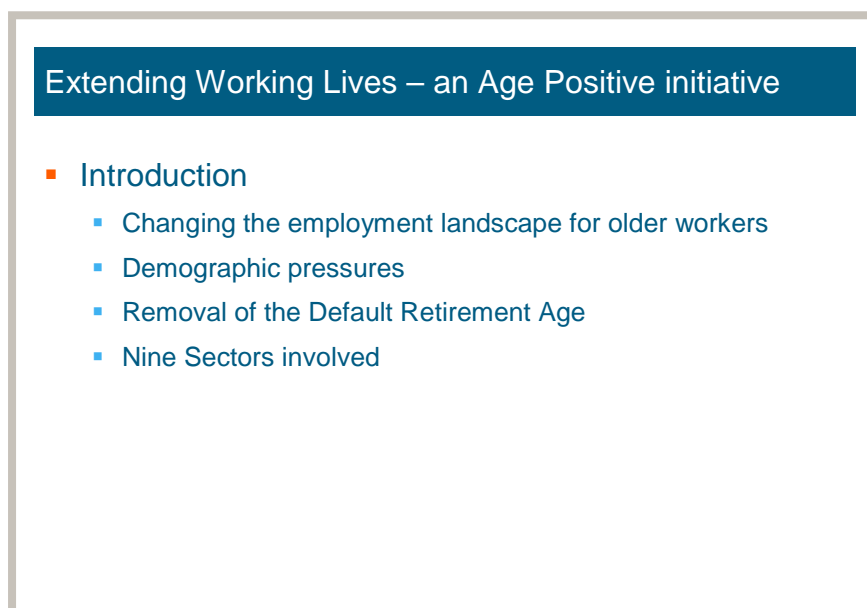 Extending Working Lives – an Age Positive initiative
Introduction
Changing the employment landscape for older workers
Demographic pressures
Removal of the Default Retirement Age
Nine Sectors involved